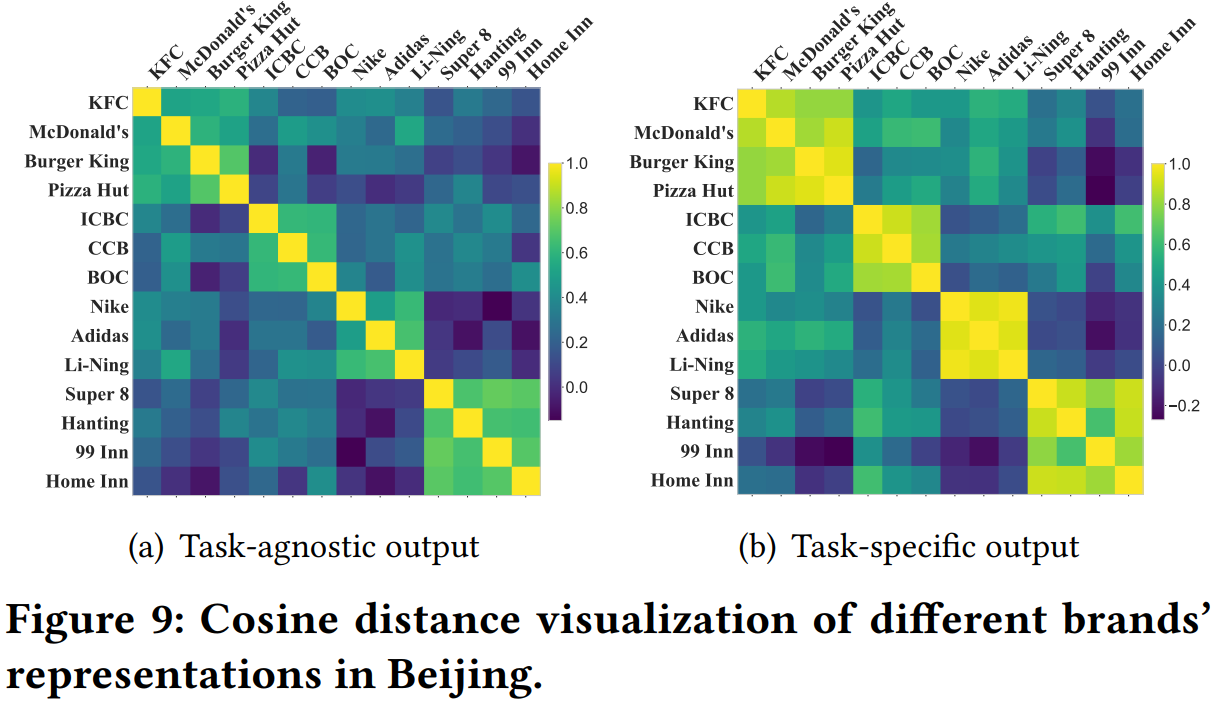 KFC McDonald's Burger King Pizza Hut ICBC CCB BOC Nike Adidas Li-Ning Super 8 Hanting 99 Inn Home Inn
KFC
McDonald's
Burger King
Pizza Hut
ICBC
CCB
BOC
Nike
Adidas
Li-Ning
Super 8
Hanting
99 Inn
Home Inn
1.0
0.8
0.6
0.4
0.2
0.0
(a) Task-agnostic output
KFC McDonald's Burger King Pizza Hut ICBC CCB BOC Nike Adidas Li-Ning Super 8 Hanting 99 Inn Home Inn
KFC
McDonald's
Burger King
Pizza Hut
ICBC
CCB
BOC
Nike
Adidas
Li-Ning
Super 8
Hanting
99 Inn
Home Inn
1.0
0.8
0.6
0.4
0.2
0.0
−0.2
(b) Task-specific output
Figure 9: Cosine distance visualization of different brands’
representations in Beijing.